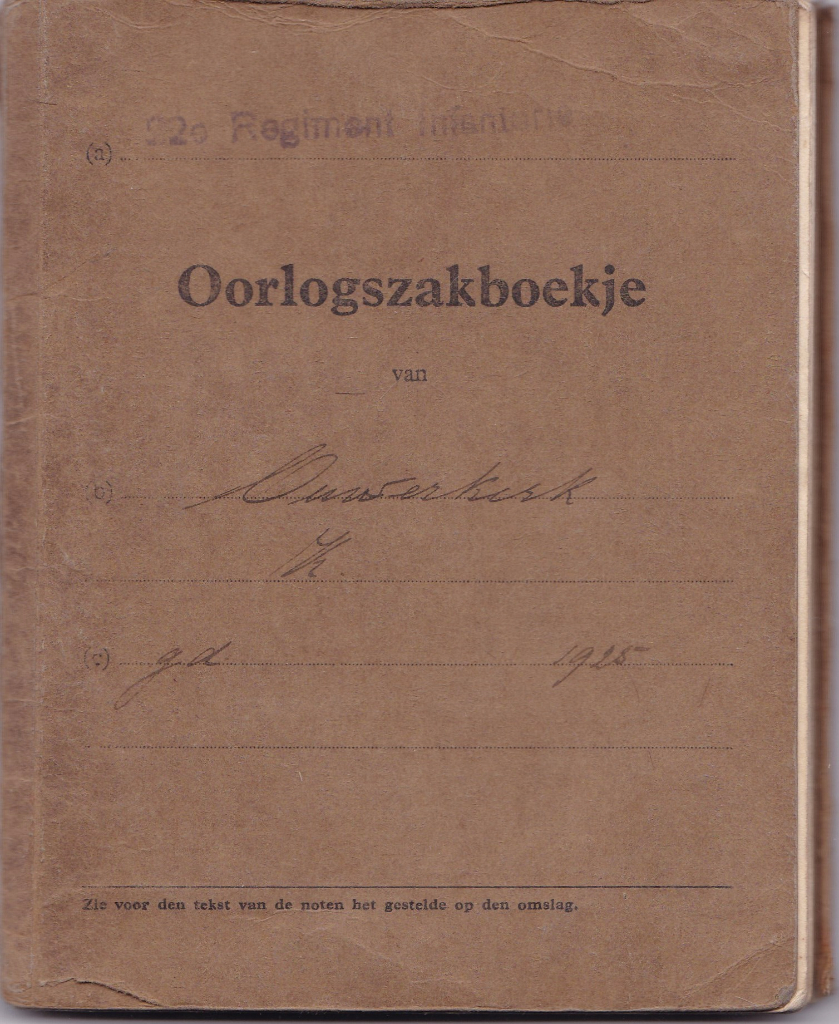 22e Regiment Infanterie
(a)
Oorlogszakboekje
van
(b) Ouwerkerk
K.
(c) gd. 1925
Zie voor den tekst van de noten het gestelde op den omslag.